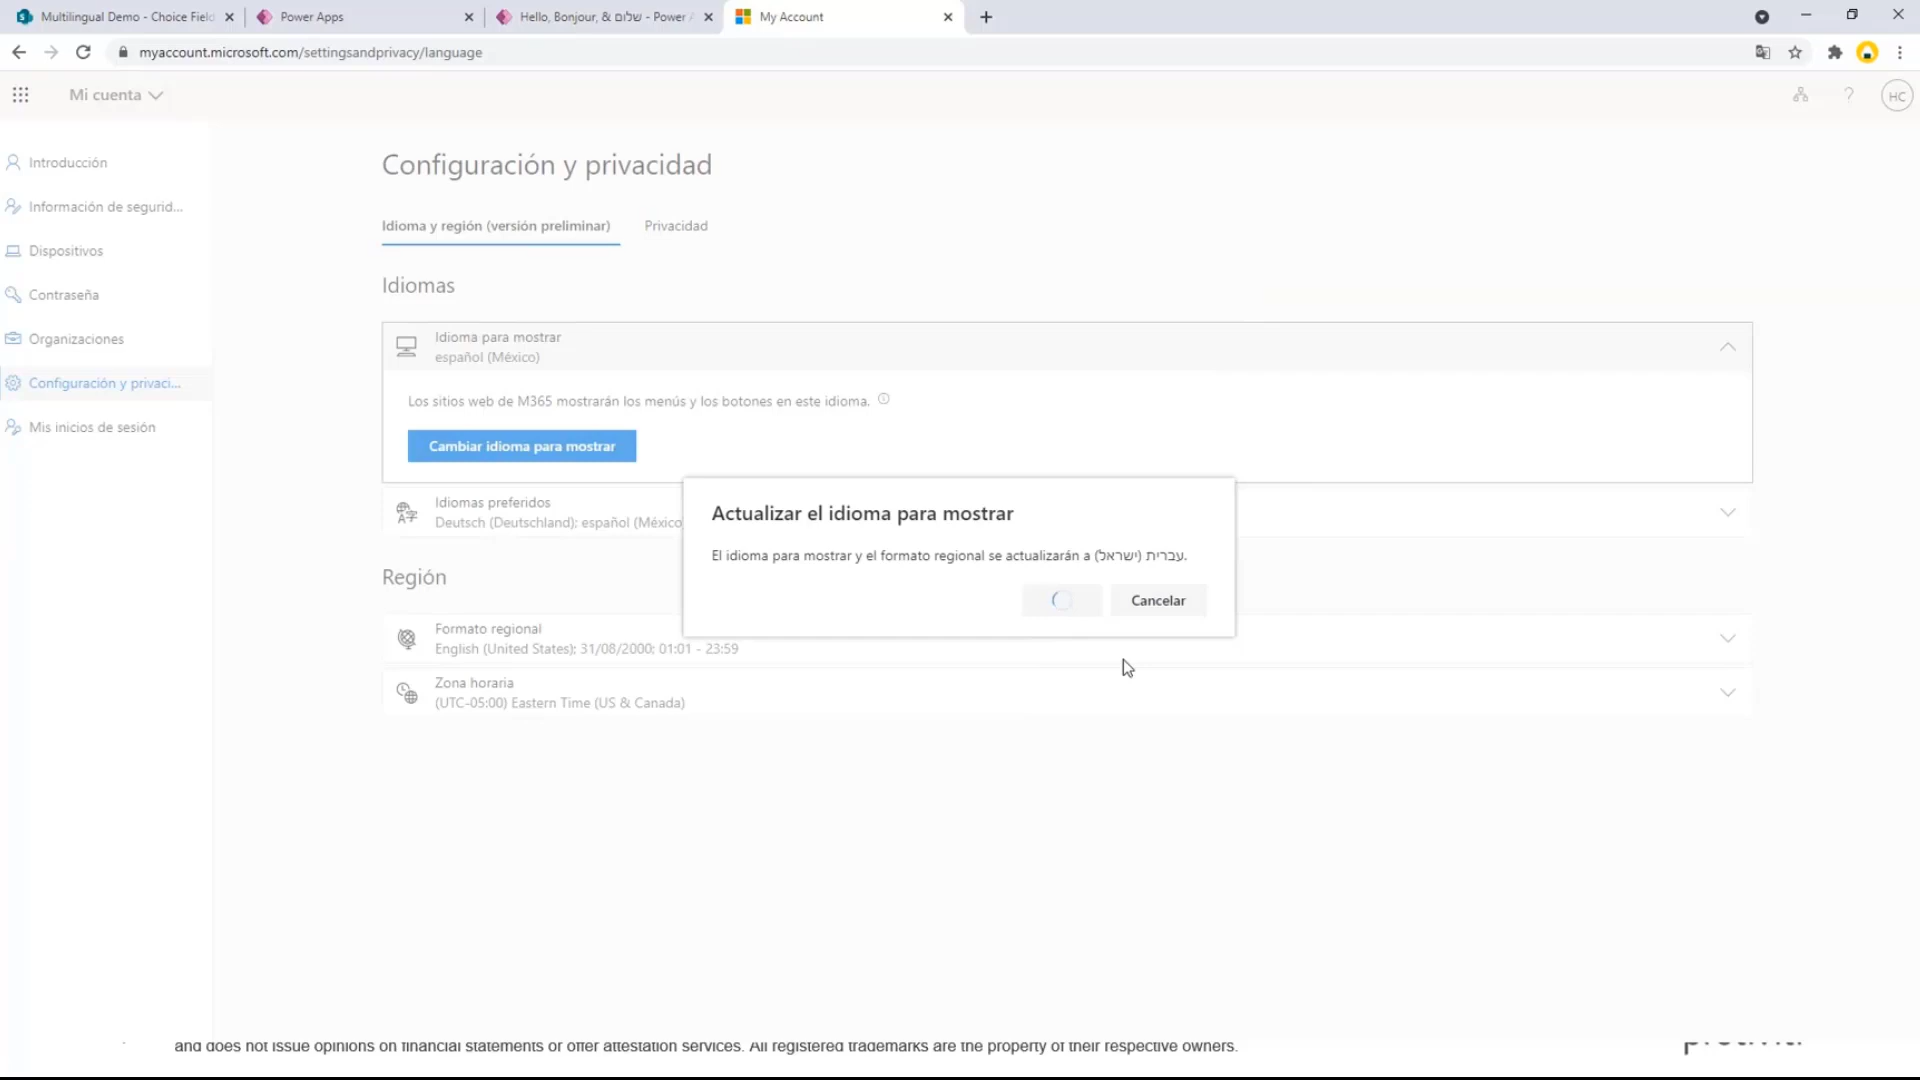 Multilingual Demo - Choice Field
Power Apps
Hello, Bonjour, & שלום - Power A
My Account
myaccount.microsoft.com/settingsandprivacy/language
Mi cuenta
?
HC
Introducción
Información de segurid...
Dispositivos
Contraseña
Organizaciones
Configuración y privaci...
Mis inicios de sesión
Configuración y privacidad
Idioma y región (versión preliminar)
Privacidad
Idiomas
Idioma para mostrar
español (México)
Los sitios web de M365 mostrarán los menús y los botones en este idioma.
Cambiar idioma para mostrar
Idiomas preferidos
Deutsch (Deutschland); español (México
Actualizar el idioma para mostrar
El idioma para mostrar y el formato regional se actualizarán a עברית (ישראל).
Cancelar
Región
Formato regional
English (United States); 31/08/2000; 01:01 - 23:59
Zona horaria
(UTC-05:00) Eastern Time (US & Canada)
and does not issue opinions on financial statements or offer attestation services. All registered trademarks are the property of their respective owners.